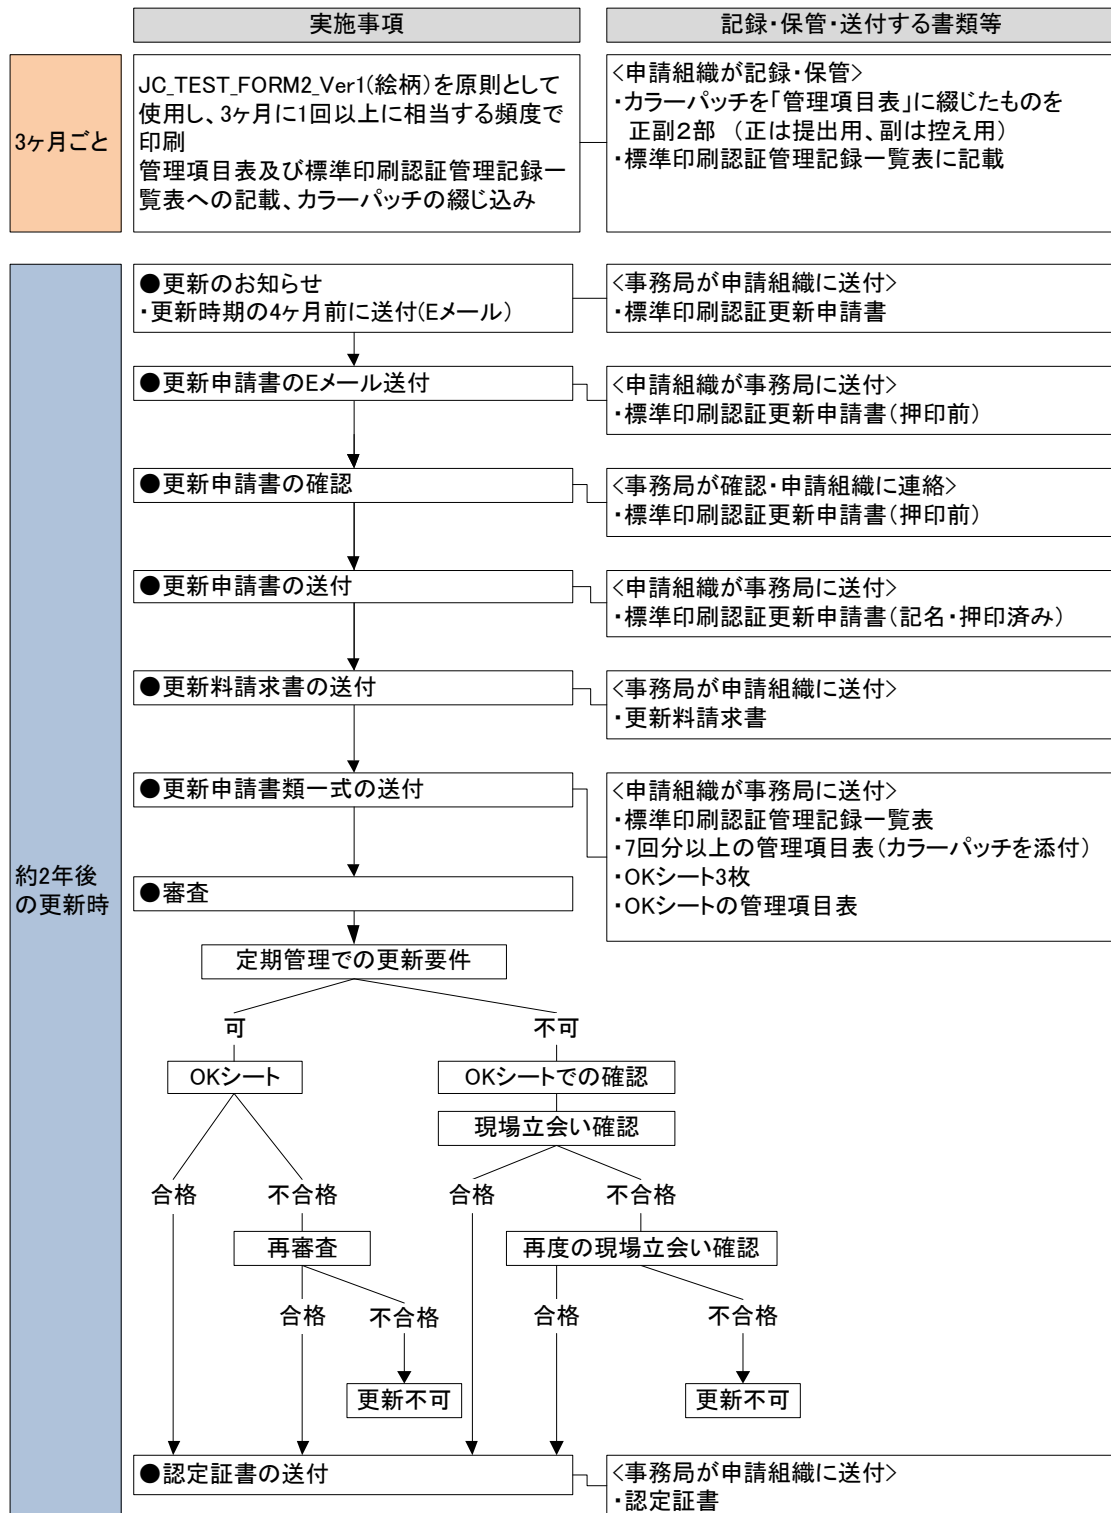 実施事項
記録・保管・送付する書類等
3ヶ月ごと
JC_TEST_FORM2_Ver1(絵柄)を原則として
使用し、3ヶ月に1回以上に相当する頻度で
印刷
管理項目表及び標準印刷認証管理記録一
覧表への記載、カラーパッチの綴じ込み
<申請組織が記録・保管>
・カラーパッチを「管理項目表」に綴じたものを
正副2部 (正は提出用、副は控え用)
・標準印刷認証管理記録一覧表に記載
約2年後
の更新時
●更新のお知らせ
・更新時期の4ヶ月前に送付(Eメール)
<事務局が申請組織に送付>
・標準印刷認証更新申請書
●更新申請書のEメール送付
<申請組織が事務局に送付>
・標準印刷認証更新申請書(押印前)
●更新申請書の確認
<事務局が確認・申請組織に連絡>
・標準印刷認証更新申請書(押印前)
●更新申請書の送付
<申請組織が事務局に送付>
・標準印刷認証更新申請書(記名・押印済み)
●更新料請求書の送付
<事務局が申請組織に送付>
・更新料請求書
●更新申請書類一式の送付
<申請組織が事務局に送付>
・標準印刷認証管理記録一覧表
・7回分以上の管理項目表(カラーパッチを添付)
・OKシート3枚
・OKシートの管理項目表
●審査
定期管理での更新要件
可
不可
OKシート
OKシートでの確認
現場立会い確認
合格
不合格
合格
不合格
再審査
再度の現場立会い確認
合格
不合格
合格
不合格
更新不可
更新不可
●認定証書の送付
<事務局が申請組織に送付>
・認定証書